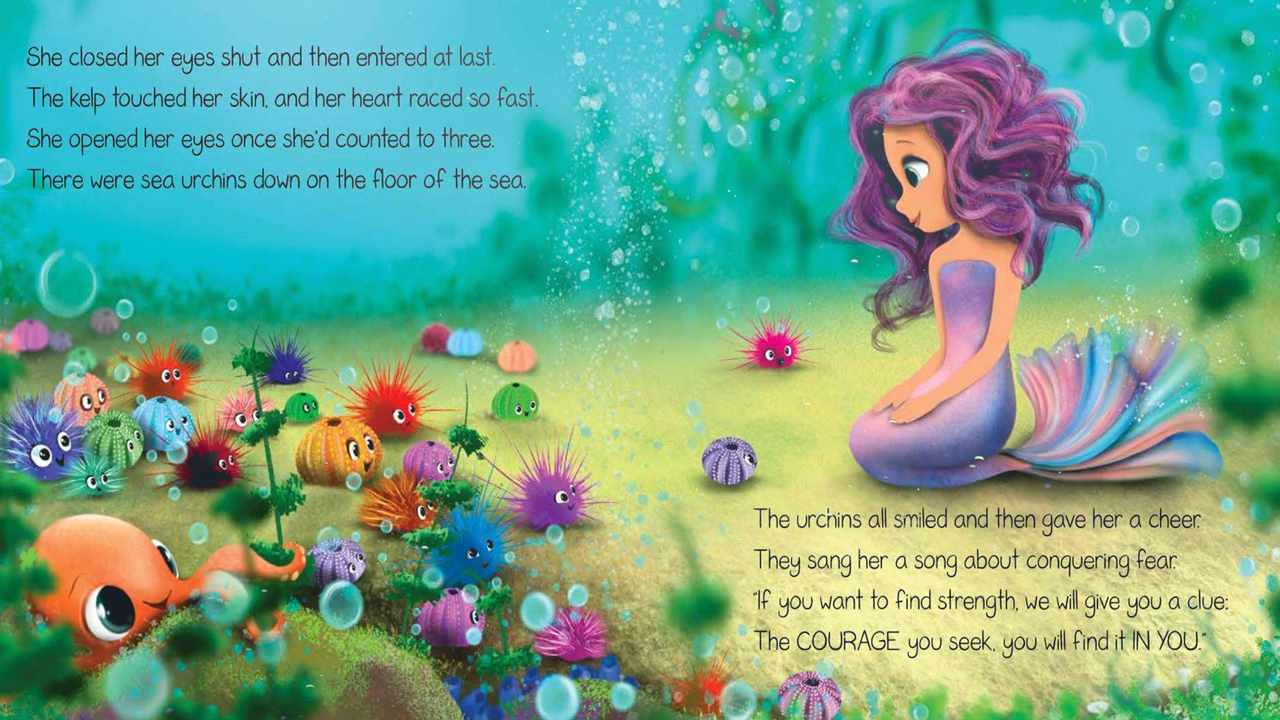 She closed her eyes shut and then entered at last.
The kelp touched her skin, and her heart raced so fast.
She opened her eyes once she'd counted to three.
There were sea urchins down on the floor of the sea.
The urchins all smiled and then gave her a cheer.
They sang her a song about conquering fear.
"If you want to find strength, we will give you a clue:
The COURAGE you seek, you will find it IN YOU."